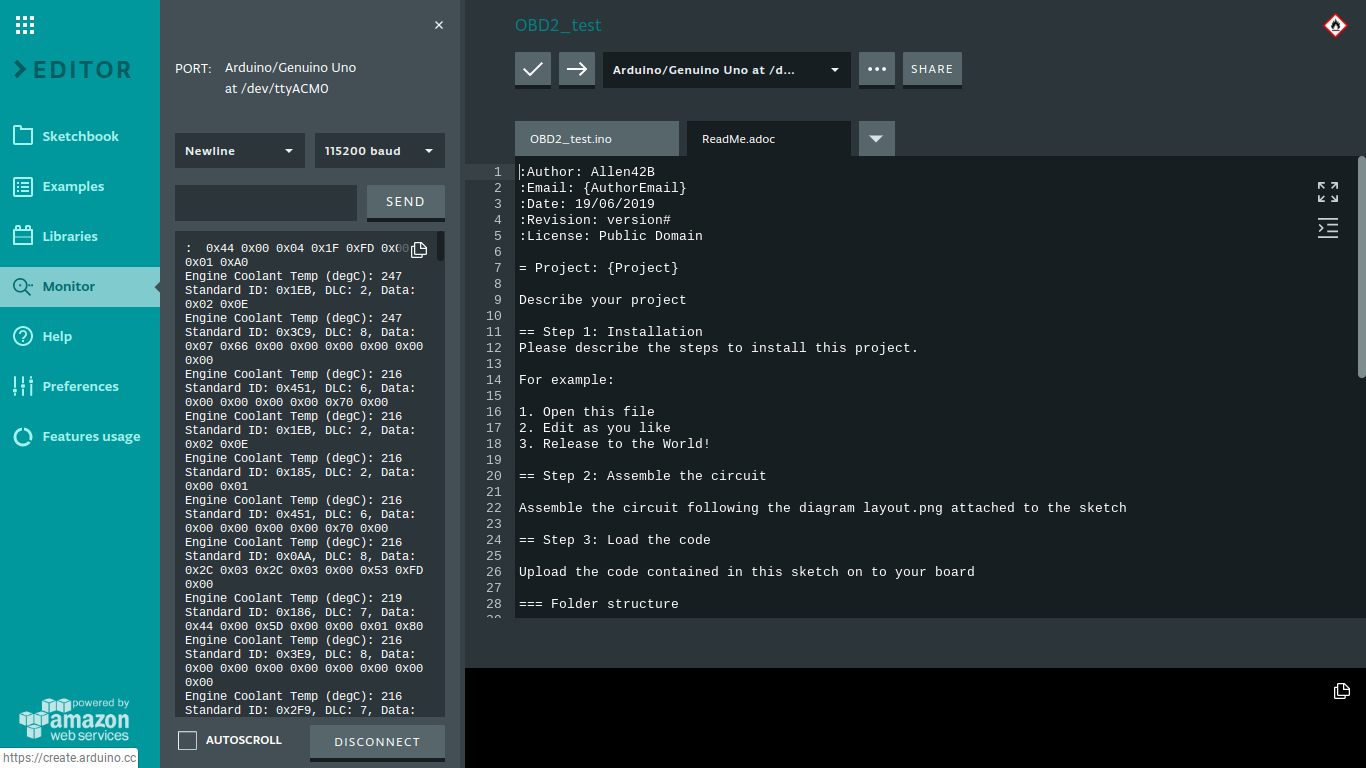 EDITOR
Sketchbook
Examples
Libraries
Monitor
Help
Preferences
Features usage
powered by
amazon
web services
https://create.arduino.cc
×
PORT: Arduino/Genuino Uno
at /dev/ttyACM0
Newline
115200 baud
SEND
:  0x44 0x00 0x04 0x1F 0xFD 0x00
0x01 0xA0
Engine Coolant Temp (degC): 247
Standard ID: 0x1EB, DLC: 2, Data:
0x02 0x0E
Engine Coolant Temp (degC): 247
Standard ID: 0x3C9, DLC: 8, Data:
0x07 0x66 0x00 0x00 0x00 0x00 0x00
0x00
Engine Coolant Temp (degC): 216
Standard ID: 0x451, DLC: 6, Data:
0x00 0x00 0x00 0x00 0x70 0x00
Engine Coolant Temp (degC): 216
Standard ID: 0x1EB, DLC: 2, Data:
0x02 0x0E
Engine Coolant Temp (degC): 216
Standard ID: 0x185, DLC: 2, Data:
0x00 0x01
Engine Coolant Temp (degC): 216
Standard ID: 0x451, DLC: 6, Data:
0x00 0x00 0x00 0x00 0x70 0x00
Engine Coolant Temp (degC): 216
Standard ID: 0x0AA, DLC: 8, Data:
0x2C 0x03 0x2C 0x03 0x00 0x53 0xFD
0x00
Engine Coolant Temp (degC): 219
Standard ID: 0x186, DLC: 7, Data:
0x44 0x00 0x5D 0x00 0x00 0x01 0x80
Engine Coolant Temp (degC): 216
Standard ID: 0x3E9, DLC: 8, Data:
0x00 0x00 0x00 0x00 0x00 0x00 0x00
0x00
Engine Coolant Temp (degC): 216
Standard ID: 0x2F9, DLC: 7, Data:
AUTOSCROLL
DISCONNECT
OBD2_test
Arduino/Genuino Uno at /d...
SHARE
OBD2_test.ino
ReadMe.adoc
1 :Author: Allen42B
2 :Email: {AuthorEmail}
3 :Date: 19/06/2019
4 :Revision: version#
5 :License: Public Domain
6
7 = Project: {Project}
8
9 Describe your project
10
11 == Step 1: Installation
12 Please describe the steps to install this project.
13
14 For example:
15
16 1. Open this file
17 2. Edit as you like
18 3. Release to the World!
19
20 == Step 2: Assemble the circuit
21
22 Assemble the circuit following the diagram layout.png attached to the sketch
23
24 == Step 3: Load the code
25
26 Upload the code contained in this sketch on to your board
27
28 === Folder structure